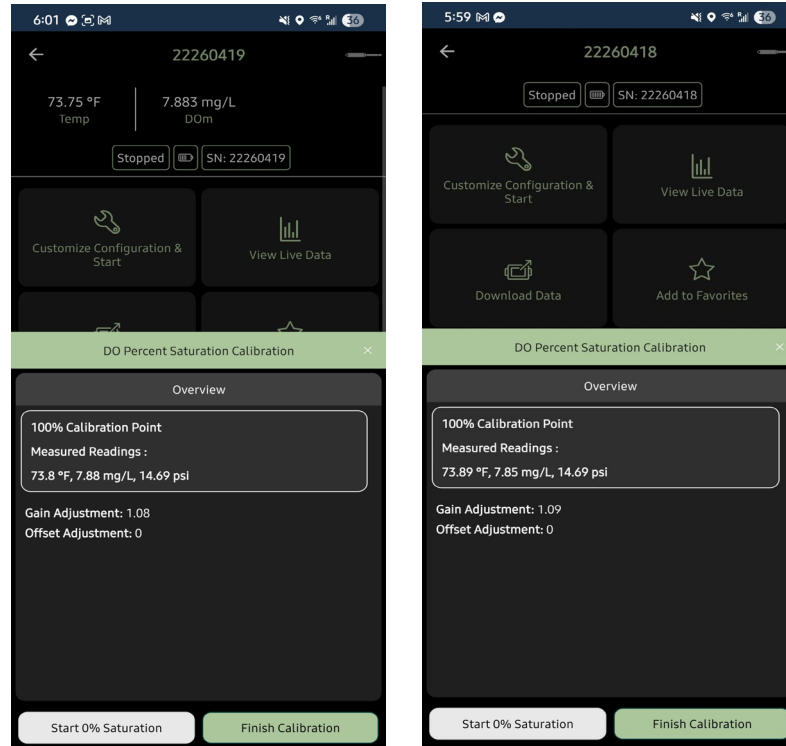 6:01
36
22260419
73.75 °F
Temp
7.883 mg/L
DOm
Stopped
SN: 22260419
Customize Configuration &
Start
View Live Data
DO Percent Saturation Calibration
Overview
100% Calibration Point
Measured Readings :
73.8 °F, 7.88 mg/L, 14.69 psi
Gain Adjustment: 1.08
Offset Adjustment: 0
Start 0% Saturation
Finish Calibration
5:59
36
22260418
Stopped
SN: 22260418
Customize Configuration &
Start
View Live Data
Download Data
Add to Favorites
DO Percent Saturation Calibration
Overview
100% Calibration Point
Measured Readings :
73.89 °F, 7.85 mg/L, 14.69 psi
Gain Adjustment: 1.09
Offset Adjustment: 0
Start 0% Saturation
Finish Calibration